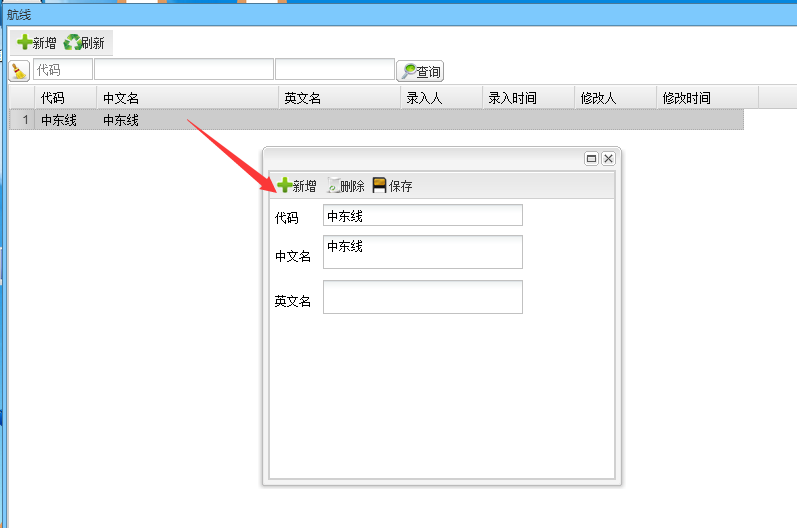 航线
新增 刷新
代码 查询
代码 中文名 英文名 录入人 录入时间 修改人 修改时间
1 中东线 中东线
新增 删除 保存
代码 中东线
中文名 中东线
英文名